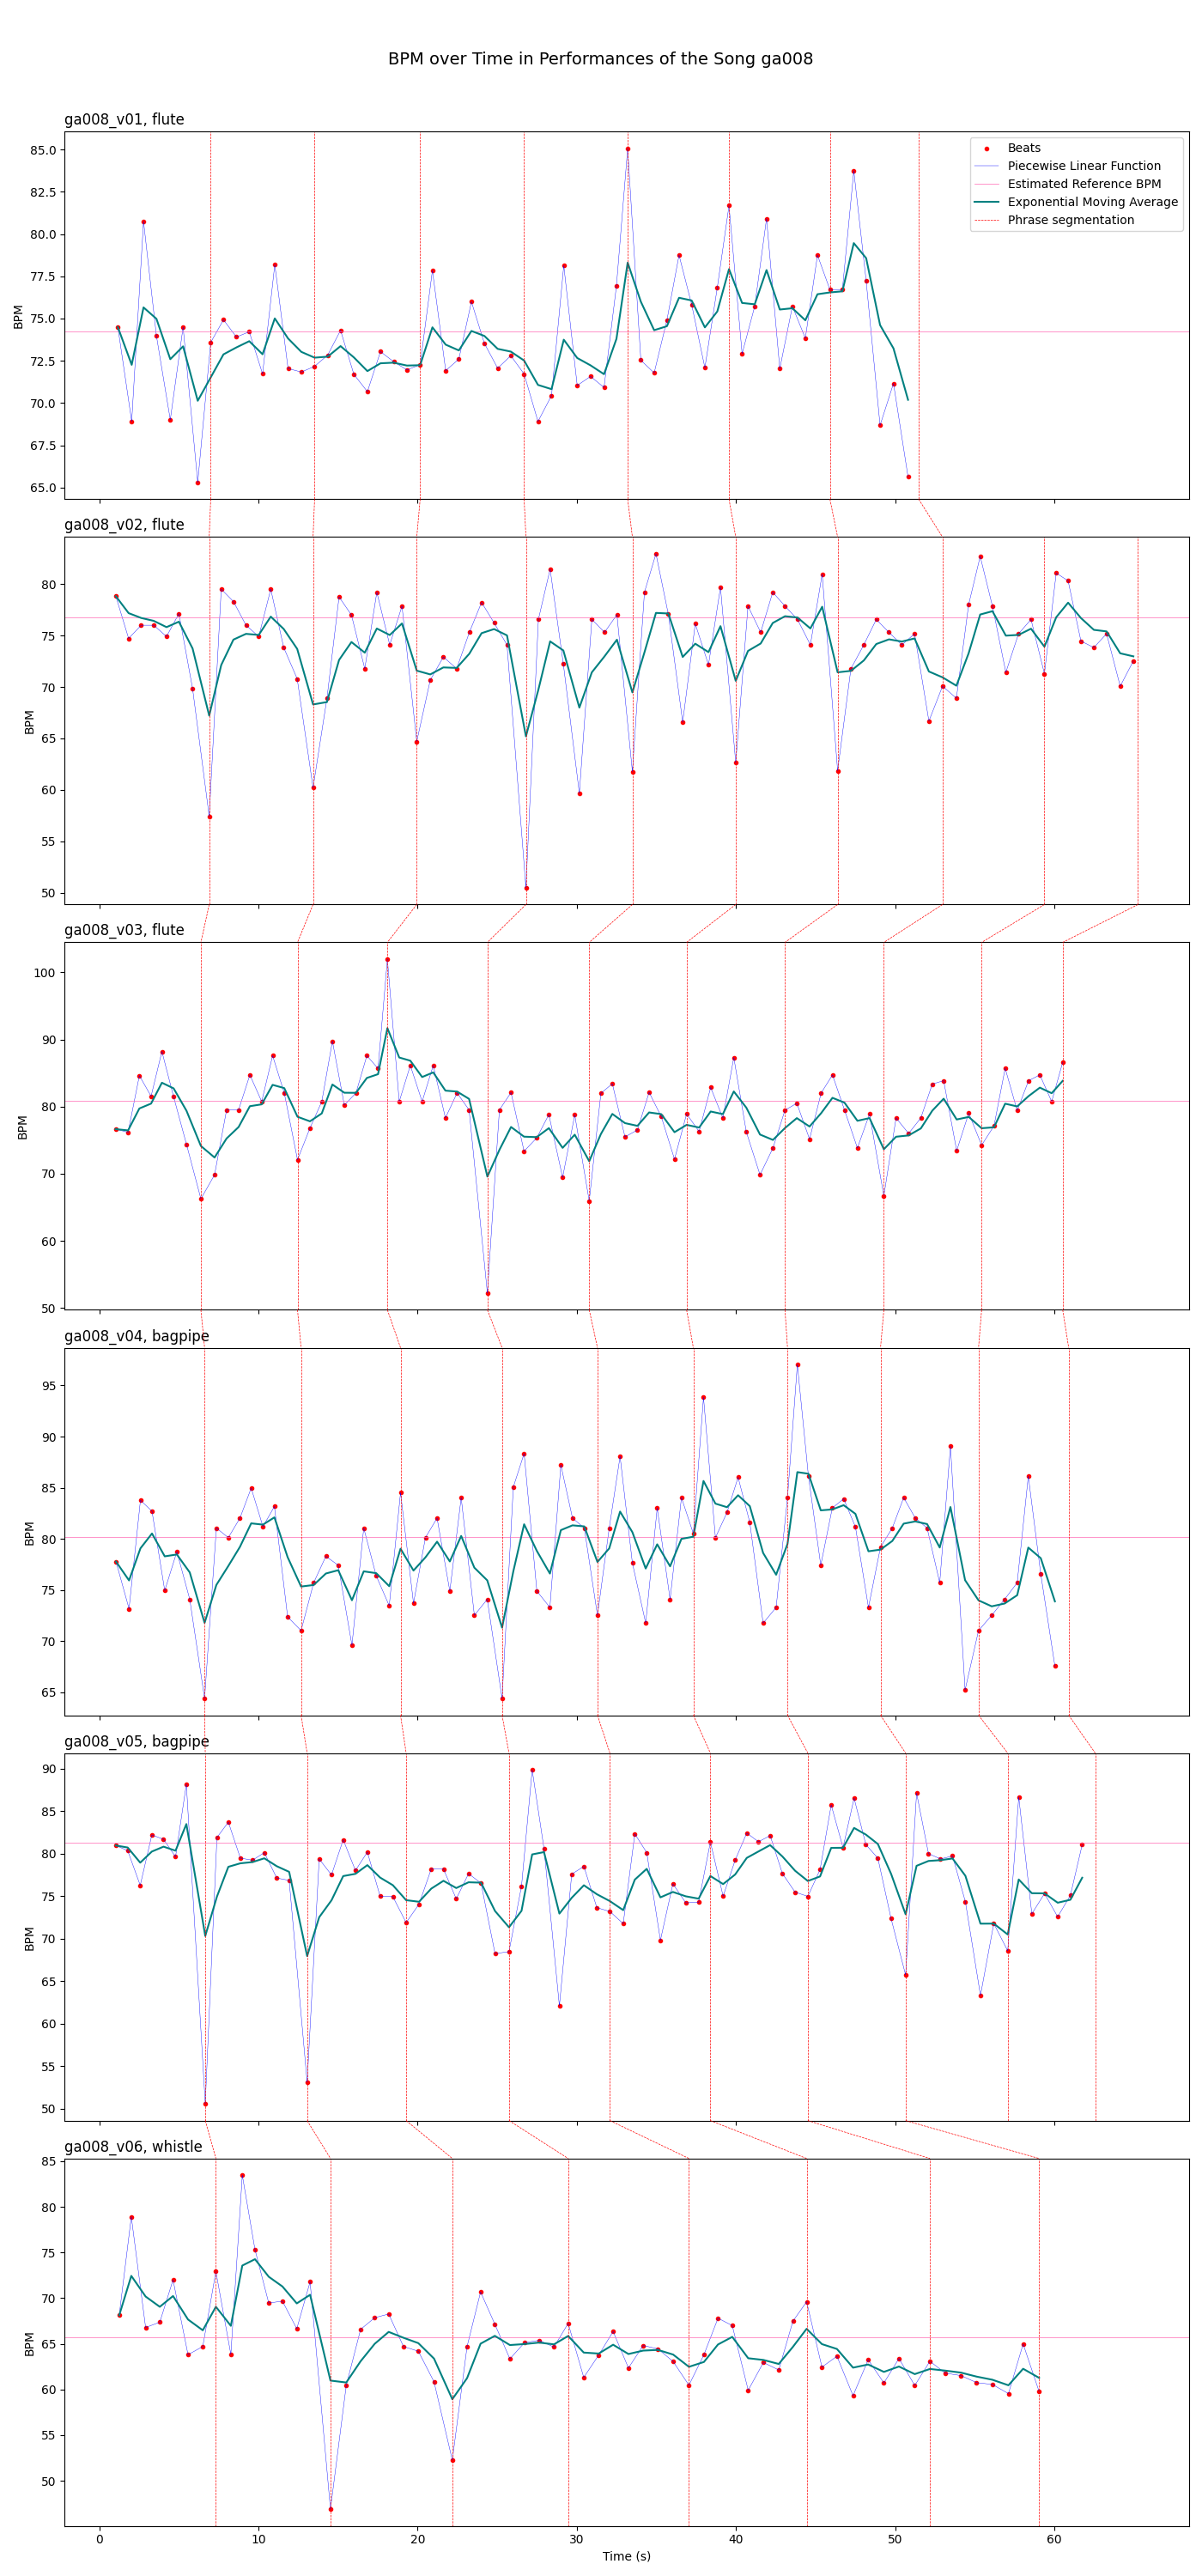 BPM over Time in Performances of the Song ga008
ga008_v01, flute
85.0
82.5
80.0
77.5
75.0
72.5
70.0
67.5
65.0
BPM
Beats
Piecewise Linear Function
Estimated Reference BPM
Exponential Moving Average
Phrase segmentation
ga008_v02, flute
80
75
70
65
60
55
50
BPM
ga008_v03, flute
100
90
80
70
60
50
BPM
ga008_v04, bagpipe
95
90
85
80
75
70
65
BPM
ga008_v05, bagpipe
90
85
80
75
70
65
60
55
50
BPM
ga008_v06, whistle
85
80
75
70
65
60
55
50
BPM
0 10 20 30 40 50 60
Time (s)